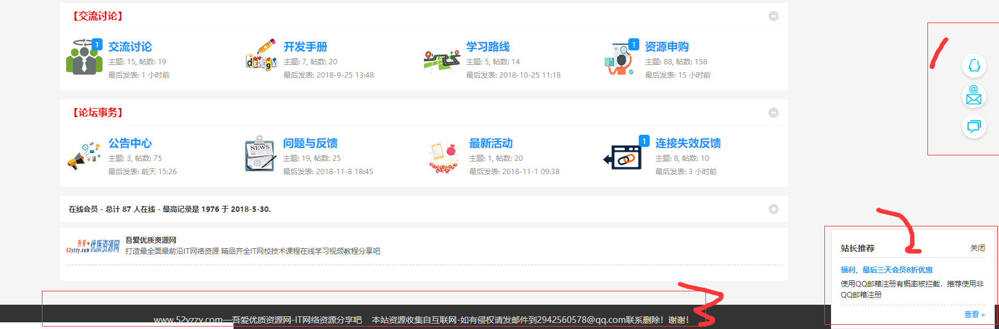 【交流讨论】
1
交流讨论
主题: 15, 帖数: 19
最后发表: 1 小时前
design
开发手册
主题: 7, 帖数: 20
最后发表: 2018-9-25 13:48
学习路线
主题: 5, 帖数: 14
最后发表: 2018-10-25 11:18
1
资源申购
主题: 88, 帖数: 158
最后发表: 15 小时前
【论坛事务】
公告中心
主题: 3, 帖数: 75
最后发表: 前天 15:26
NEWS
问题与反馈
主题: 19, 帖数: 25
最后发表: 2018-11-8 18:45
最新活动
主题: 1, 帖数: 20
最后发表: 2018-11-1 09:38
1
连接失效反馈
主题: 8, 帖数: 10
最后发表: 3 小时前
在线会员 - 总计 87 人在线 - 最高记录是 1976 于 2018-5-30.
吾爱
52yzzy.com优质资源网
吾爱优质资源网
打造最全面最前沿IT网络资源 精品齐全IT网校技术课程在线学习视频教程分享吧
www.52yzzy.com—吾爱优质资源网-IT网络资源分享吧 本站资源收集自互联网-如有侵权请发邮件到2942560578@qq.com联系删除！谢谢！
3
1
@
2
站长推荐 关闭
福利，最后三天会员8折优惠
使用QQ邮箱注册有概率被拦截，推荐使用非
QQ邮箱注册
查看 »